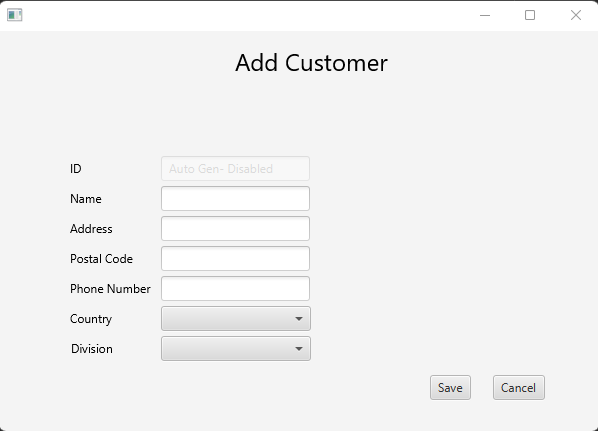 Add Customer
ID Auto Gen- Disabled
Name
Address
Postal Code
Phone Number
Country
Division
Save Cancel